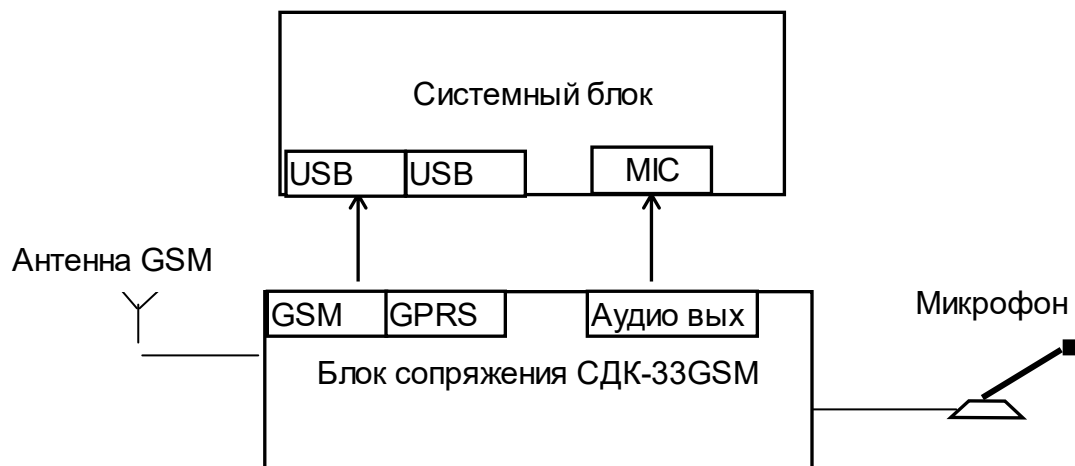 Системный блок
USB USB MIC
Антенна GSM
GSM GPRS Аудио вых
Микрофон
Блок сопряжения СДК-33GSM